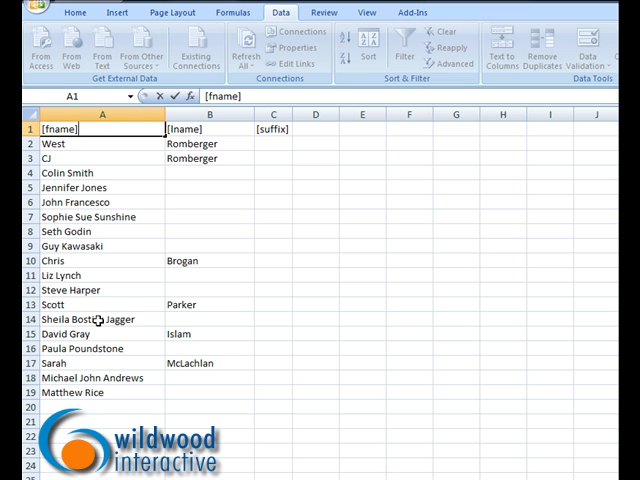 Home Insert Page Layout Formulas Data Review View Add-Ins
From Access From Web From Text From Other Sources Existing Connections Refresh All Connections Properties Edit Links Sort Filter Clear Reapply Advanced Text to Columns Remove Duplicates Data Validation
Get External Data Connections Sort & Filter Data Tools
A1 fx [fname]
A B C D E F G H I J
1 [fname] [lname] [suffix]
2 West Romberger
3 CJ Romberger
4 Colin Smith
5 Jennifer Jones
6 John Francesco
7 Sophie Sue Sunshine
8 Seth Godin
9 Guy Kawasaki
10 Chris Brogan
11 Liz Lynch
12 Steve Harper
13 Scott Parker
14 Sheila Jagger
15 David Gray Islam
16 Paula Poundstone
17 Sarah McLachlan
18 Michael John Andrews
19 Matthew Rice
20
21
22
23
24
wildwood
interactive